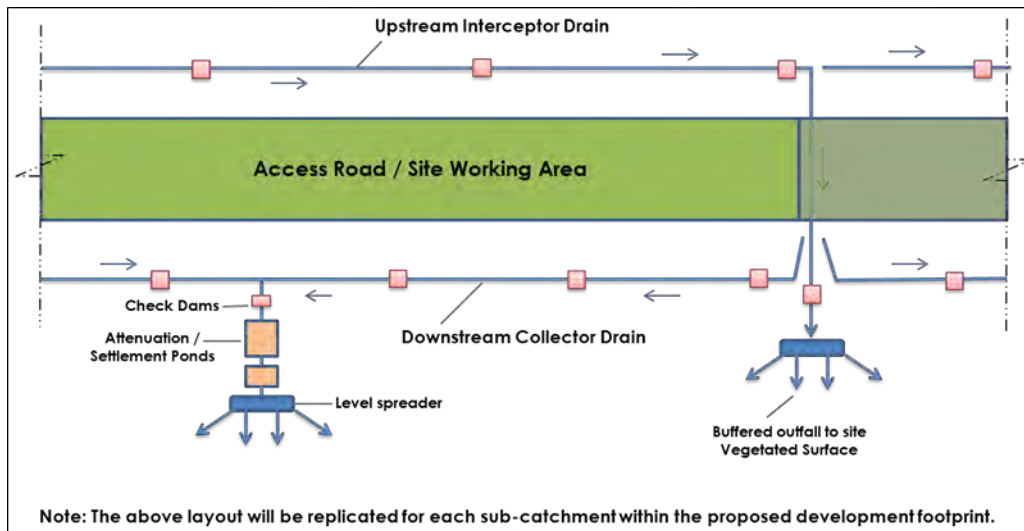 Upstream Interceptor Drain
Access Road / Site Working Area
Check Dams
Attenuation /
Settlement Ponds
Downstream Collector Drain
Level spreader
Buffered outfall to site
Vegetated Surface
Note: The above layout will be replicated for each sub-catchment within the proposed development footprint.